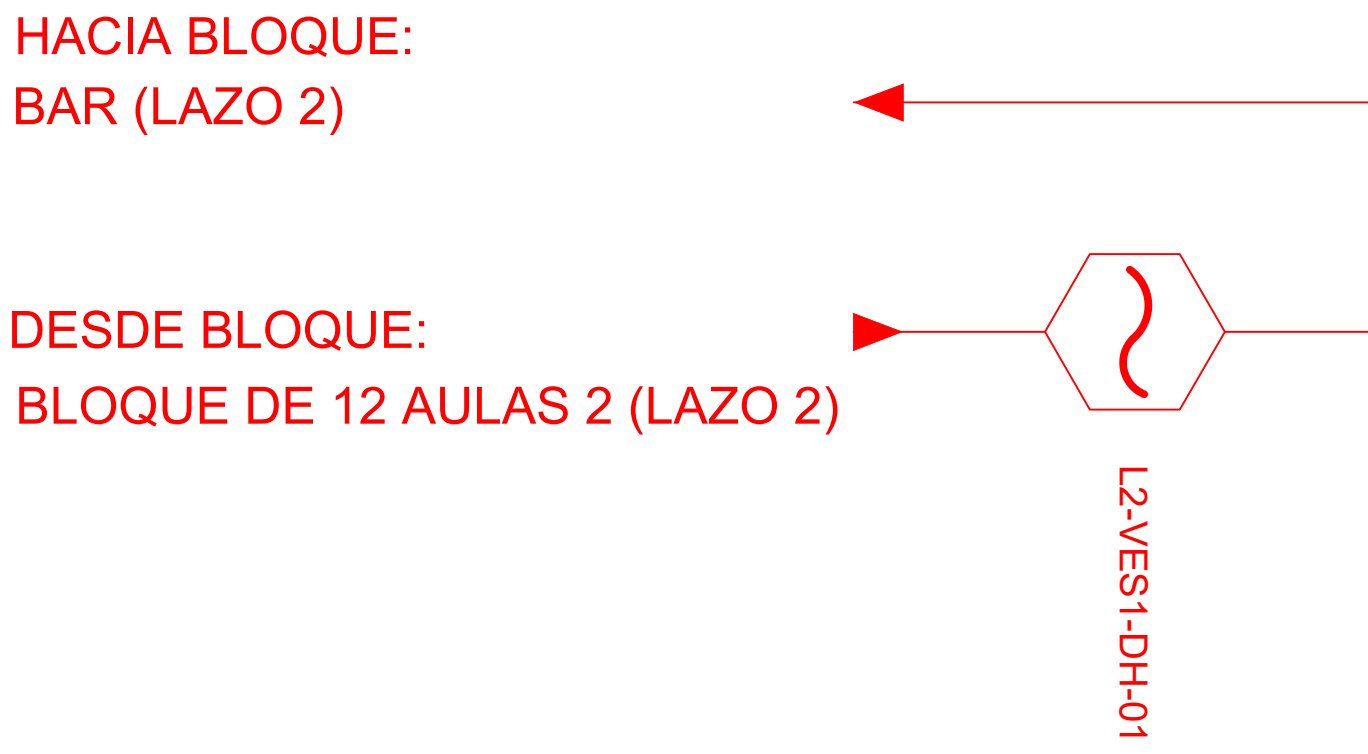 HACIA BLOQUE:
BAR (LAZO 2)
DESDE BLOQUE:
BLOQUE DE 12 AULAS 2 (LAZO 2)
L2-VES1-DH-01